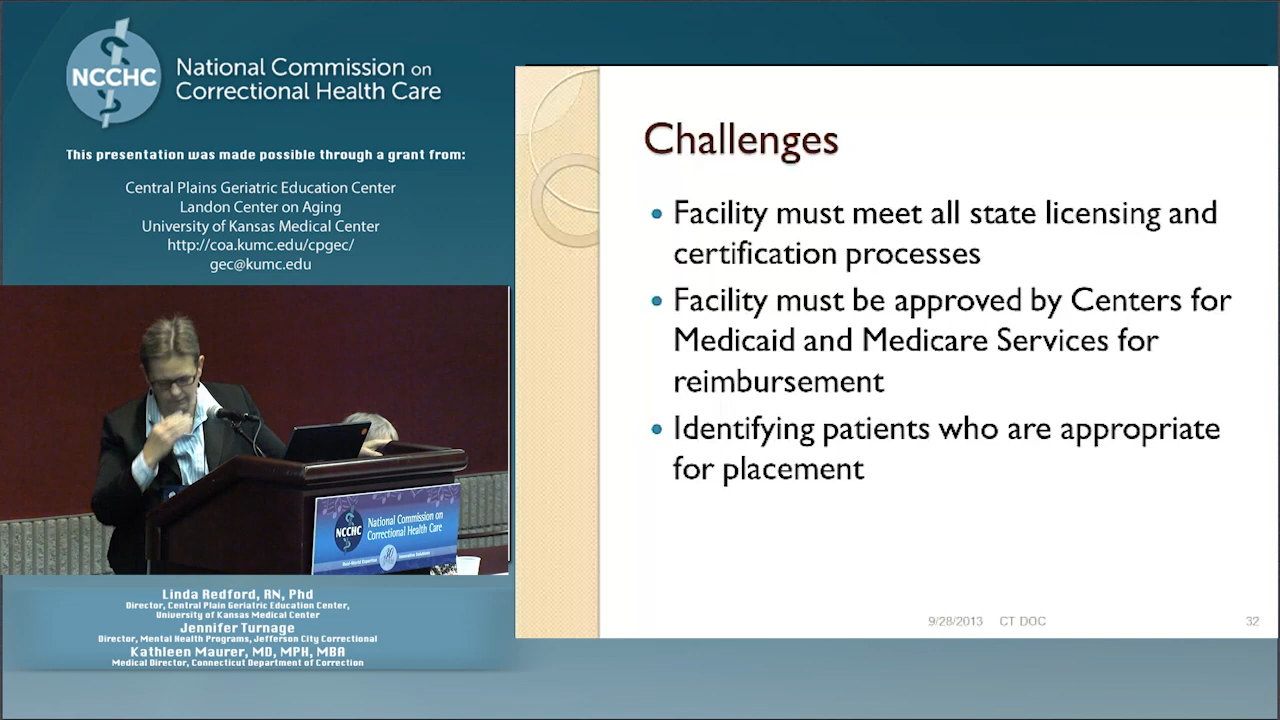 NCCHC
National Commission on
Correctional Health Care
This presentation was made possible through a grant from:
Central Plains Geriatric Education Center
Landon Center on Aging
University of Kansas Medical Center
http://coa.kumc.edu/cpgec/
gec@kumc.edu
NCCHC
National Commission on
Correctional Health Care
Real-World Expertise
Innovative Solutions
Linda Redford, RN, Phd
Director, Central Plain Geriatric Education Center,
University of Kansas Medical Center
Jennifer Turnage
Director, Mental Health Programs, Jefferson City Correctional
Kathleen Maurer, MD, MPH, MBA
Medical Director, Connecticut Department of Correction
Challenges
• Facility must meet all state licensing and
certification processes
• Facility must be approved by Centers for
Medicaid and Medicare Services for
reimbursement
• Identifying patients who are appropriate
for placement
9/28/2013 CT DOC 32